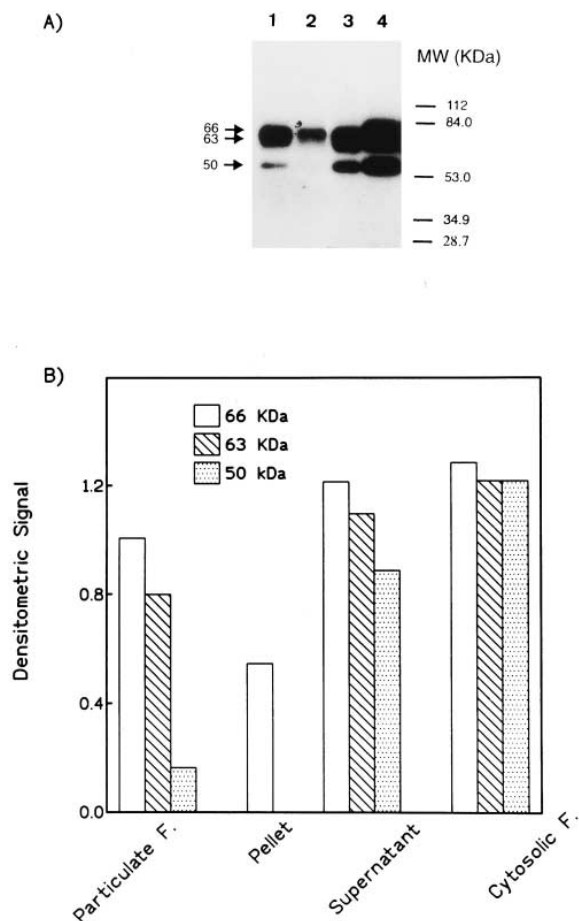 A)
1 2 3 4
MW (KDa)
112
84.0
66
63
50
53.0
34.9
28.7
B)
66 KDa
63 KDa
50 kDa
1.2
0.8
0.4
0.0
Densitometric Signal
Particulate F.
Pellet
Supernatant
Cytosolic F.